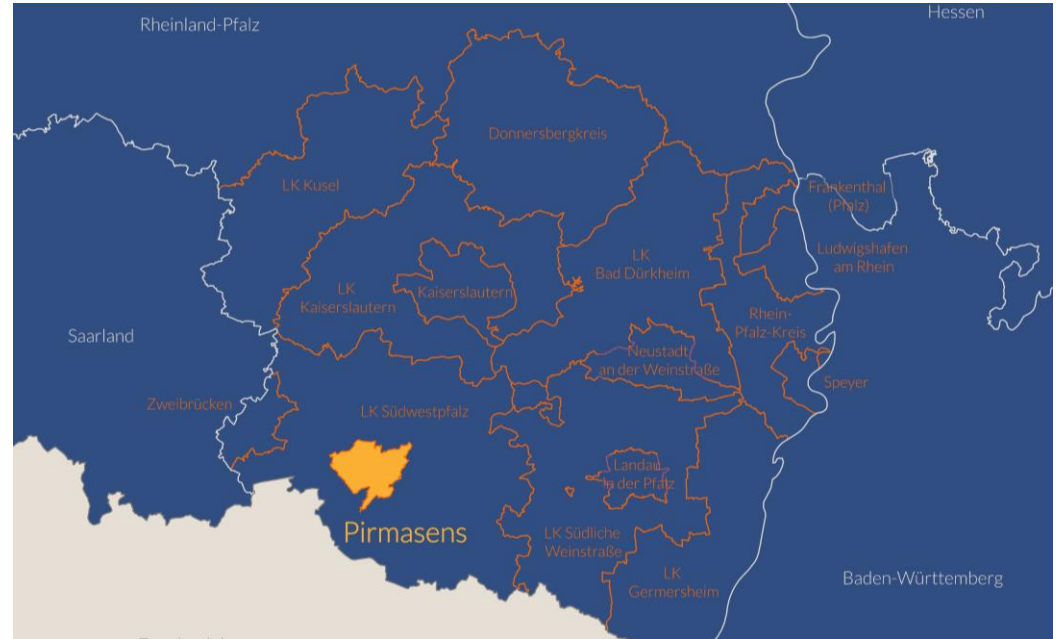 Hessen
Rheinland-Pfalz
Donnersbergkreis
LK Kusel
Frankenthal
(Pfalz)
Ludwigshafen
am Rhein
LK
Bad Dürkheim
LK
Kaiserslautern
Kaiserslautern
Rhein-
Pfalz-Kreis
Saarland
Neustadt
an der Weinstraße
Speyer
Zweibrücken
LK Südwestpfalz
Landau
in der Pfalz
Pirmasens
LK Südliche
Weinstraße
LK
Germersheim
Baden-Württemberg